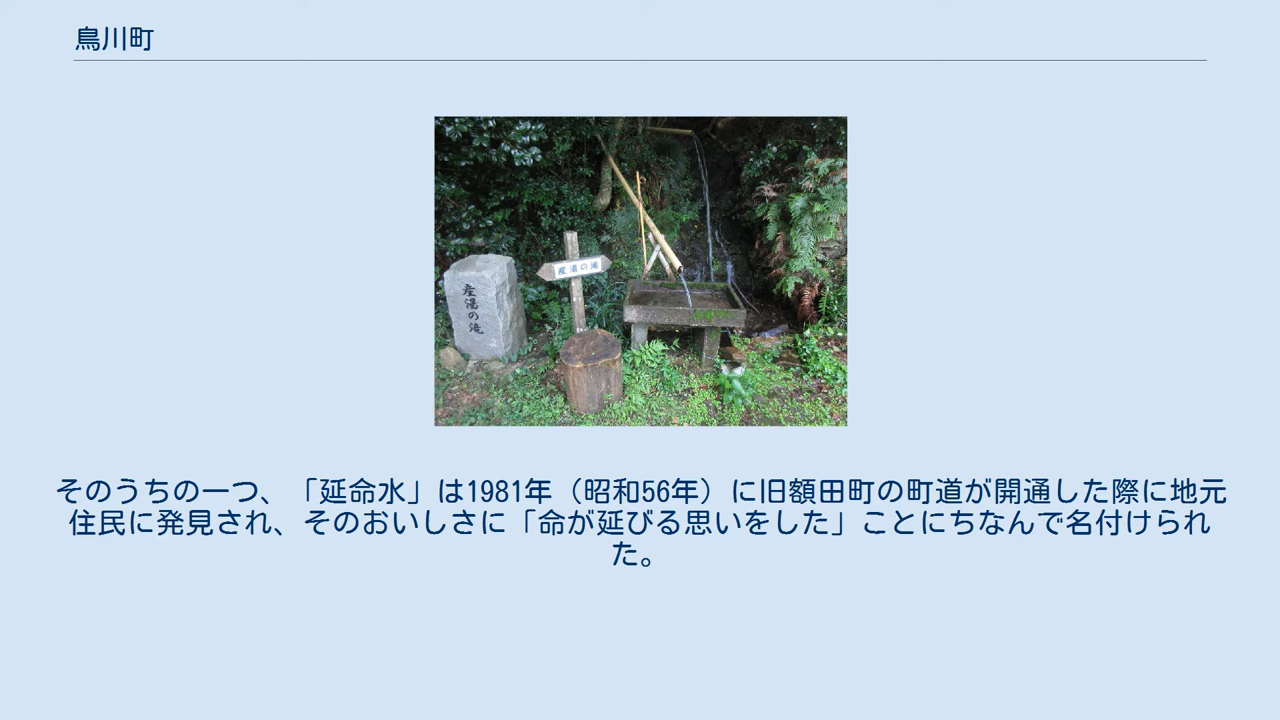 鳥川町
産湯の滝
産湯の滝
そのうちの一つ、「延命水」は1981年（昭和56年）に旧額田町の町道が開通した際に地元
住民に発見され、そのおいしさに「命が延びる思いをした」ことにちなんで名付けられ
た。